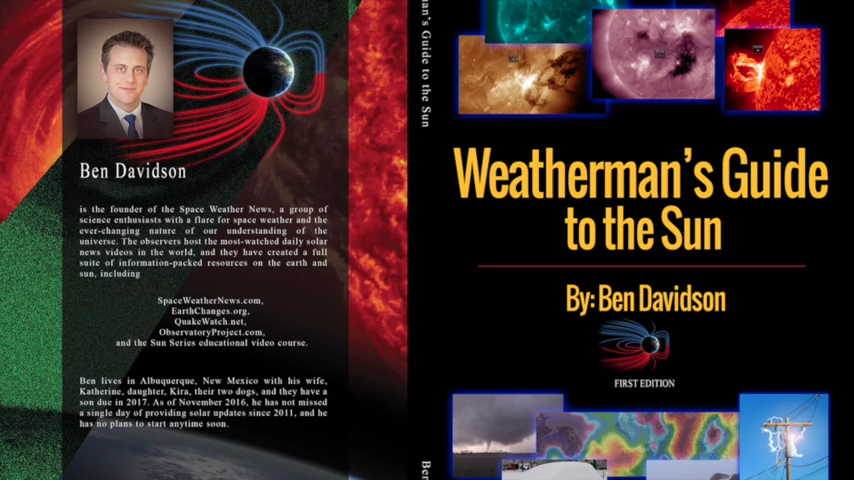 Ben Davidson
is the founder of the Space Weather News, a group of
science enthusiasts with a flare for space weather and the
ever-changing nature of our understanding of the
universe. The observers host the most-watched daily solar
news videos in the world, and they have created a full
suite of information-packed resources on the earth and
sun, including
SpaceWeatherNews.com,
EarthChanges.org,
QuakeWatch.net,
ObservatoryProject.com,
and the Sun Series educational video course.
Ben lives in Albuquerque, New Mexico with his wife,
Katherine, daughter, Kira, their two dogs, and they have a
son due in 2017. As of November 2016, he has not missed
a single day of providing solar updates since 2011, and he
has no plans to start anytime soon.
an's Guide to the Sun
Ben
Weatherman's Guide
to the Sun
By: Ben Davidson
FIRST EDITION